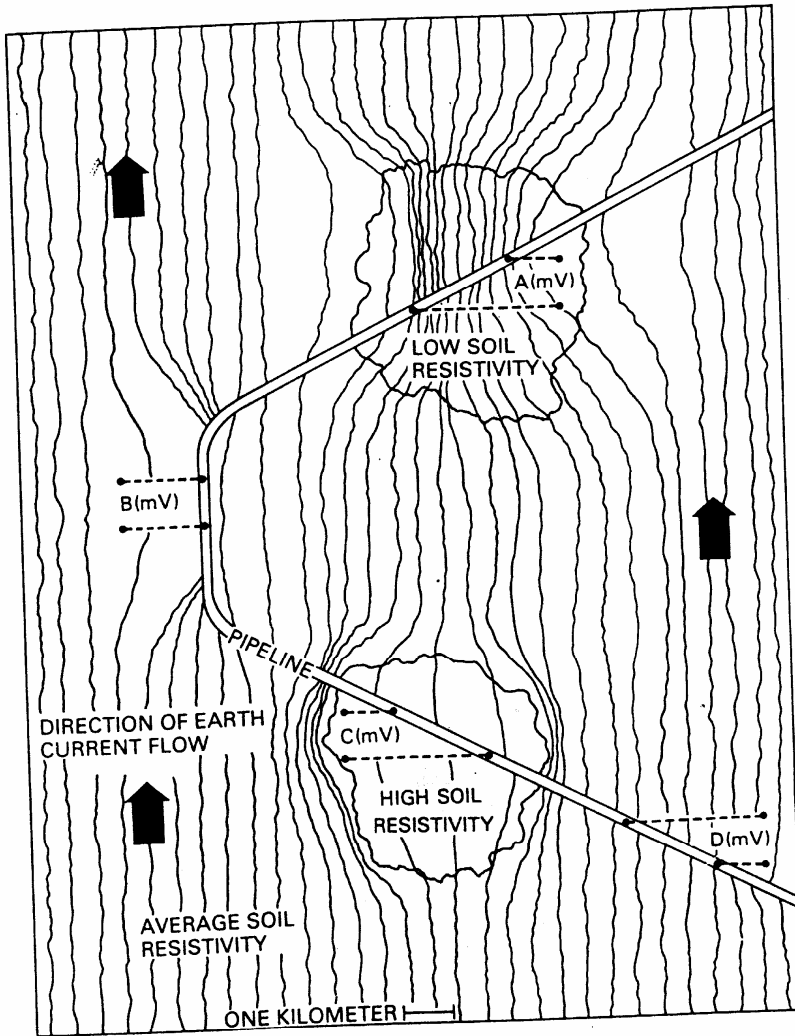 A(mV)
LOW SOIL
RESISTIVITY
B(mV)
PIPELINE
DIRECTION OF EARTH
CURRENT FLOW
C(mV)
HIGH SOIL
RESISTIVITY
D(mV)
AVERAGE SOIL
RESISTIVITY
ONE KILOMETER